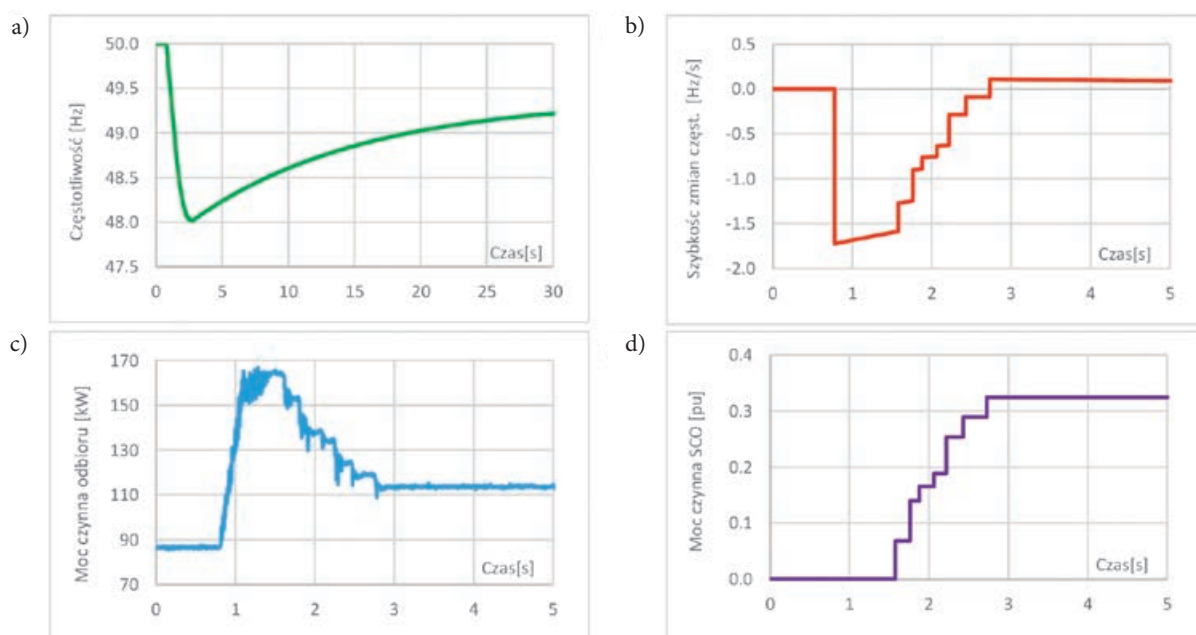 a)
Częstotliwość [Hz]
50.0
49.5
49.0
48.5
48.0
47.5
Czas[s]
0 5 10 15 20 25 30
b)
Szybkośc zmian częst. [Hz/s]
0.5
0.0
-0.5
-1.0
-1.5
-2.0
Czas[s]
0 1 2 3 4 5
c)
Moc czynna odbioru [kW]
170
150
130
110
90
70
Czas[s]
0 1 2 3 4 5
d)
Moc czynna SCO [pu]
0.4
0.3
0.2
0.1
0.0
Czas[s]
0 1 2 3 4 5